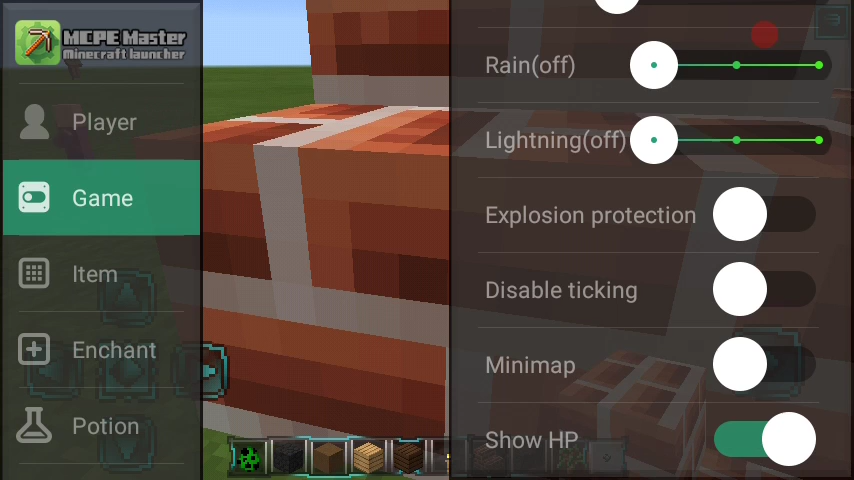 MCPE Master
Minecraft launcher
Player
Game
Item
Enchant
Potion
Rain(off)
Lightning(off)
Explosion protection
Disable ticking
Minimap
Show HP